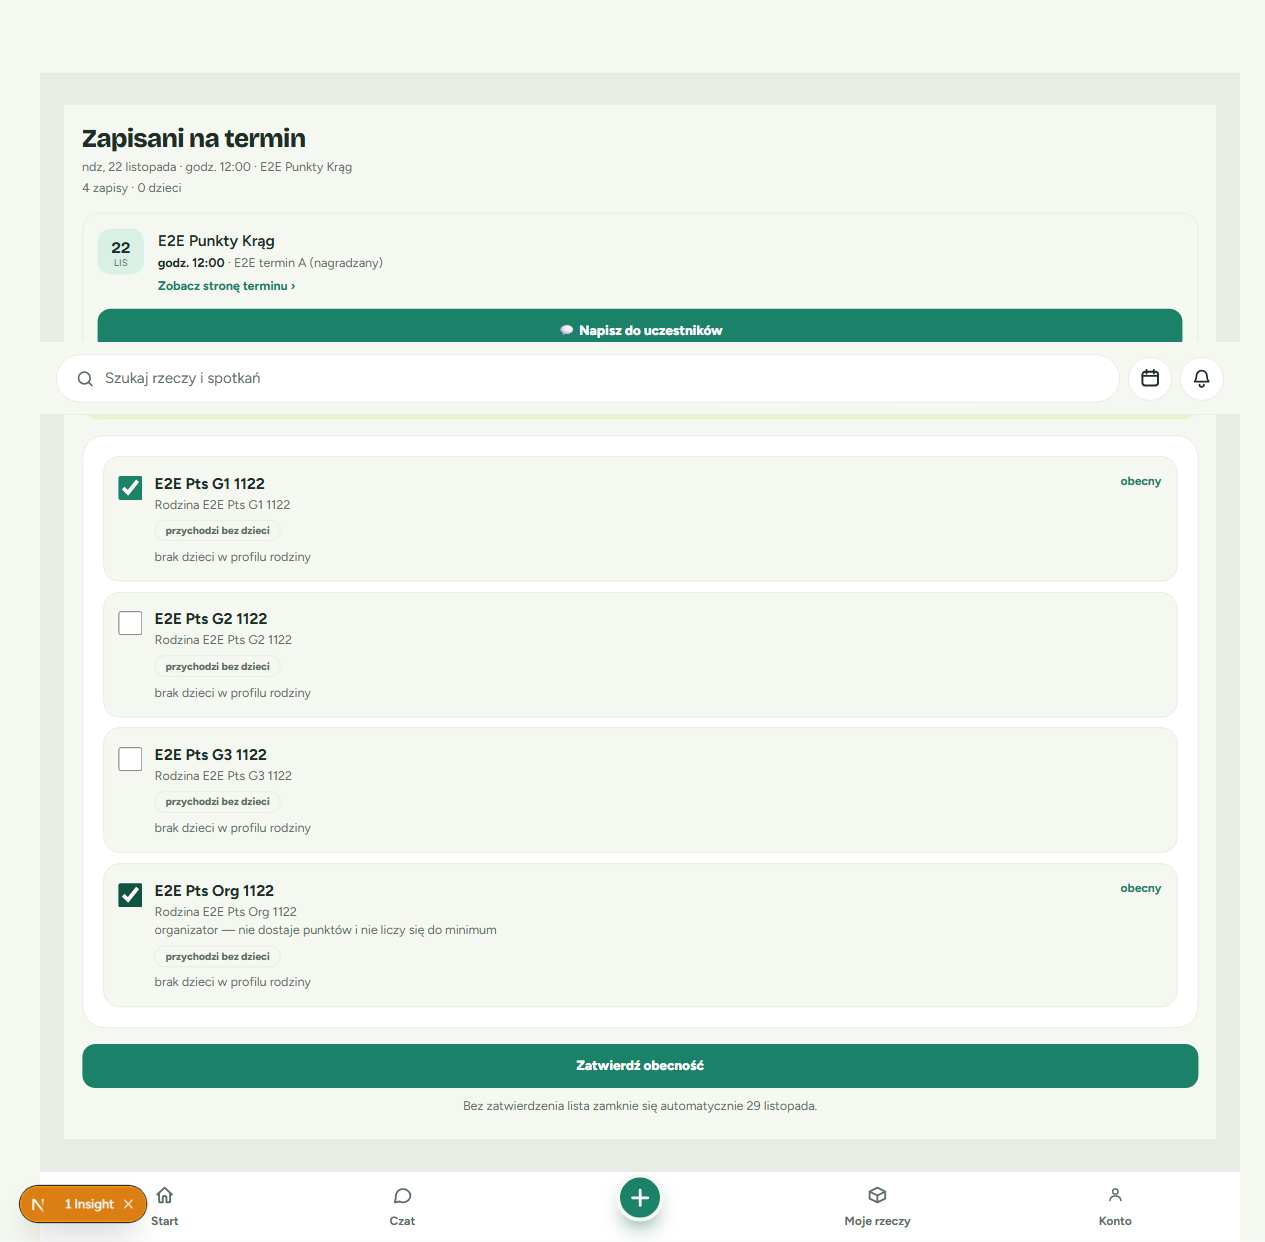 Zapisani na termin
ndz, 22 listopada · godz. 12:00 · E2E Punkty Krąg
4 zapisy · 0 dzieci
22
LIS
E2E Punkty Krąg
godz. 12:00 · E2E termin A (nagradzany)
Zobacz stronę terminu ›
Napisz do uczestników
Szukaj rzeczy i spotkań
E2E Pts G1 1122
obecny
Rodzina E2E Pts G1 1122
przychodzi bez dzieci
brak dzieci w profilu rodziny
E2E Pts G2 1122
Rodzina E2E Pts G2 1122
przychodzi bez dzieci
brak dzieci w profilu rodziny
E2E Pts G3 1122
Rodzina E2E Pts G3 1122
przychodzi bez dzieci
brak dzieci w profilu rodziny
E2E Pts Org 1122
obecny
Rodzina E2E Pts Org 1122
organizator — nie dostaje punktów i nie liczy się do minimum
przychodzi bez dzieci
brak dzieci w profilu rodziny
Zatwierdź obecność
Bez zatwierdzenia lista zamknie się automatycznie 29 listopada.
N 1 Insight
Start
Czat
Moje rzeczy
Konto